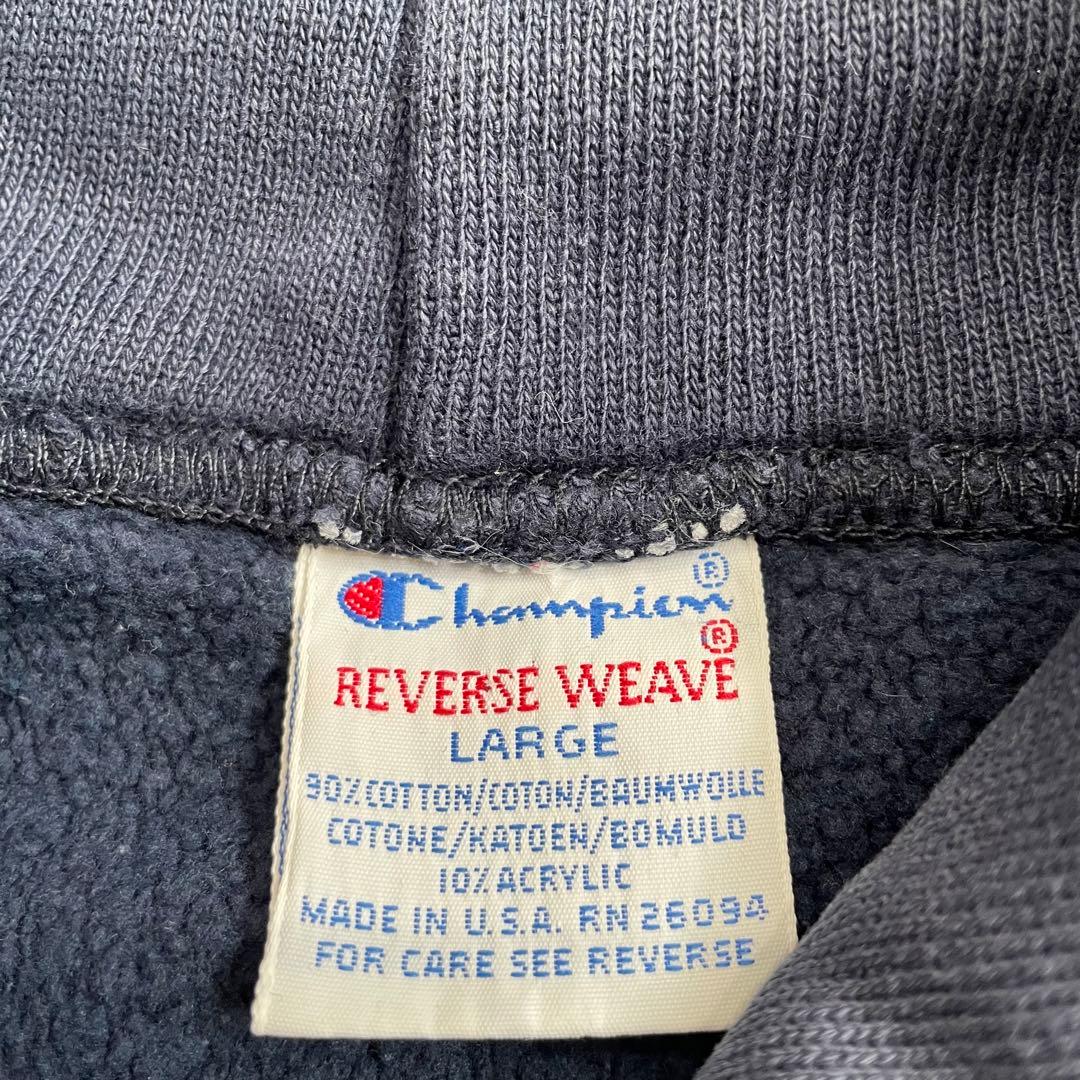 Champion®
REVERSE WEAVE®
LARGE
90% COTTON/COTON/BAUMWOLLE
COTONE/KATOEN/BOMULD
10% ACRYLIC
MADE IN U.S.A. RN 26094
FOR CARE SEE REVERSE